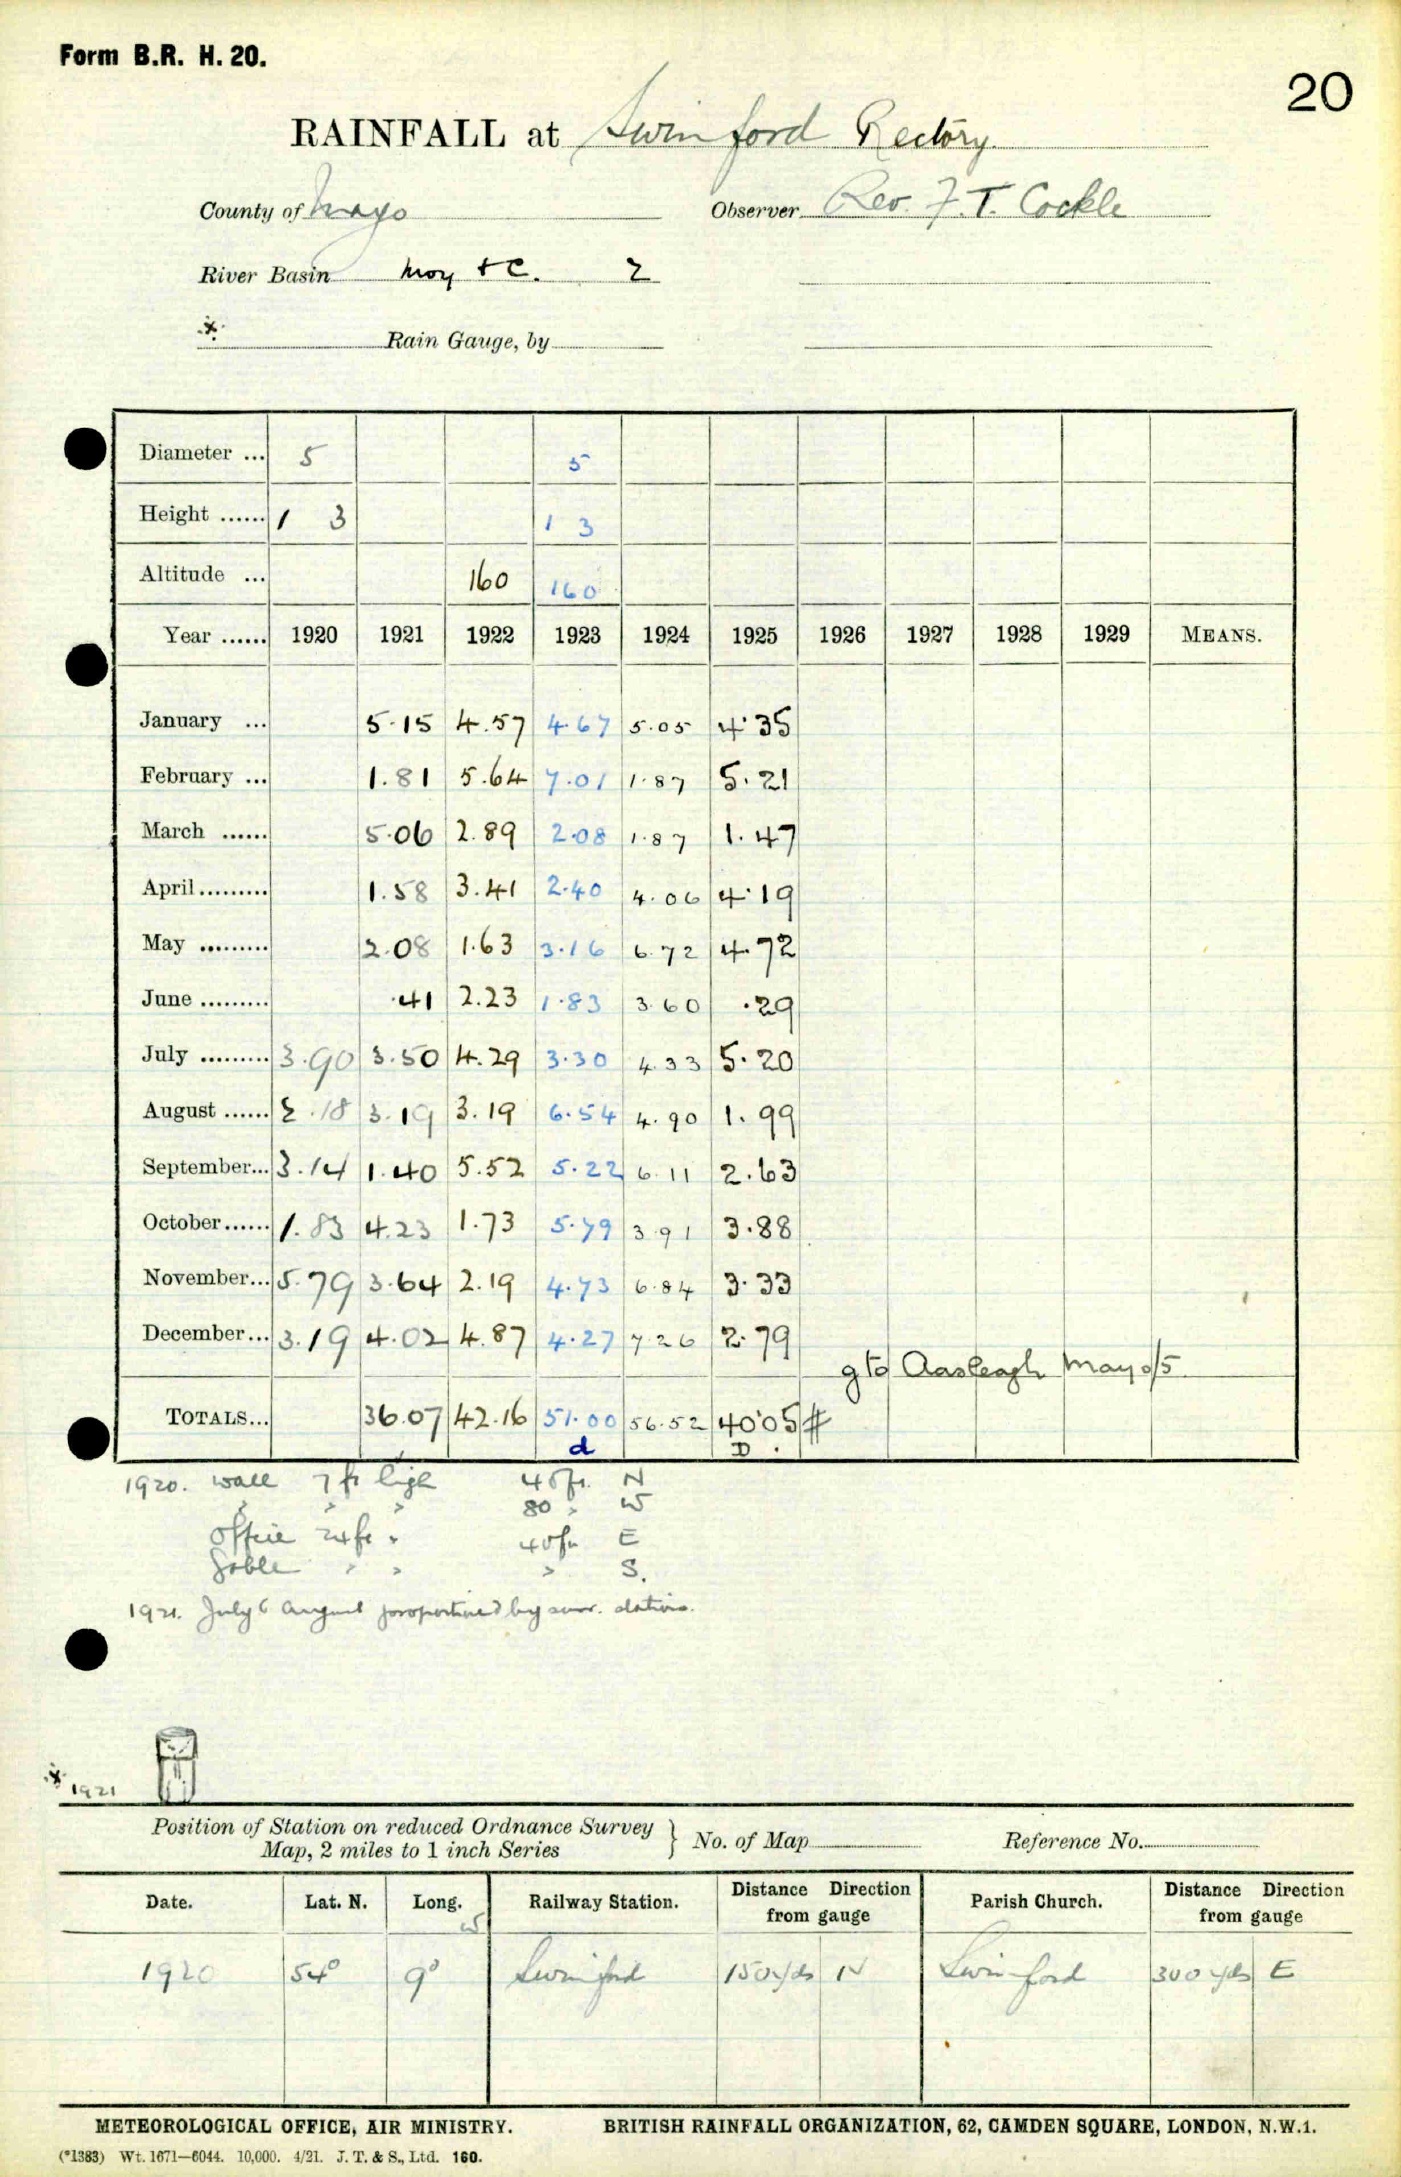 Form B.R. H. 20.
20
RAINFALL at Swinford Rectory.
County of Mayo Observer Rev. F. T. Cockle
River Basin Moy & C. 2
* Rain Gauge, by
Diameter ... 5 5
Height ...... 1 3 1 3
Altitude ... 160 160
Year ...... 1920 1921 1922 1923 1924 1925 1926 1927 1928 1929 MEANS.
January ... 5.15 4.57 4.67 5.05 4.35
February ... 1.81 5.64 7.01 1.87 5.21
March ...... 5.06 2.89 2.08 1.87 1.47
April......... 1.58 3.41 2.40 4.06 4.19
May ......... 2.08 1.63 3.16 6.72 4.72
June ......... .41 2.23 1.83 3.60 .29
July ......... 3.90 3.50 4.29 3.30 4.33 5.20
August ...... 2.18 3.19 3.19 6.54 4.90 1.99
September... 3.14 1.40 5.52 5.22 6.11 2.63
October...... 1.83 4.23 1.73 5.79 3.91 3.88
November... 5.79 3.64 2.19 4.73 6.84 3.33
December... 3.19 4.02 4.87 4.27 7.26 2.79
g to Aasleagh Mayo /5
TOTALS... 36.07 42.16 51.00 56.52 40.05 #
d D
1920. wall 7 ft high 45 ft. N
" " " 80 " W
Office 24 ft " 40 ft E
Gable " " " S.
1921. July & August proportioned by surr. stations.
* 1921
Position of Station on reduced Ordnance Survey
Map, 2 miles to 1 inch Series } No. of Map Reference No.
Date. Lat. N. Long. W Railway Station. Distance Direction from gauge Parish Church. Distance Direction from gauge
1920 54° 9° Swinford 150 yds N Swinford 300 yds E
METEOROLOGICAL OFFICE, AIR MINISTRY. BRITISH RAINFALL ORGANIZATION, 62, CAMDEN SQUARE, LONDON, N.W.1.
(*1383) Wt. 1671—6044. 10,000. 4/21. J. T. & S., Ltd. 160.